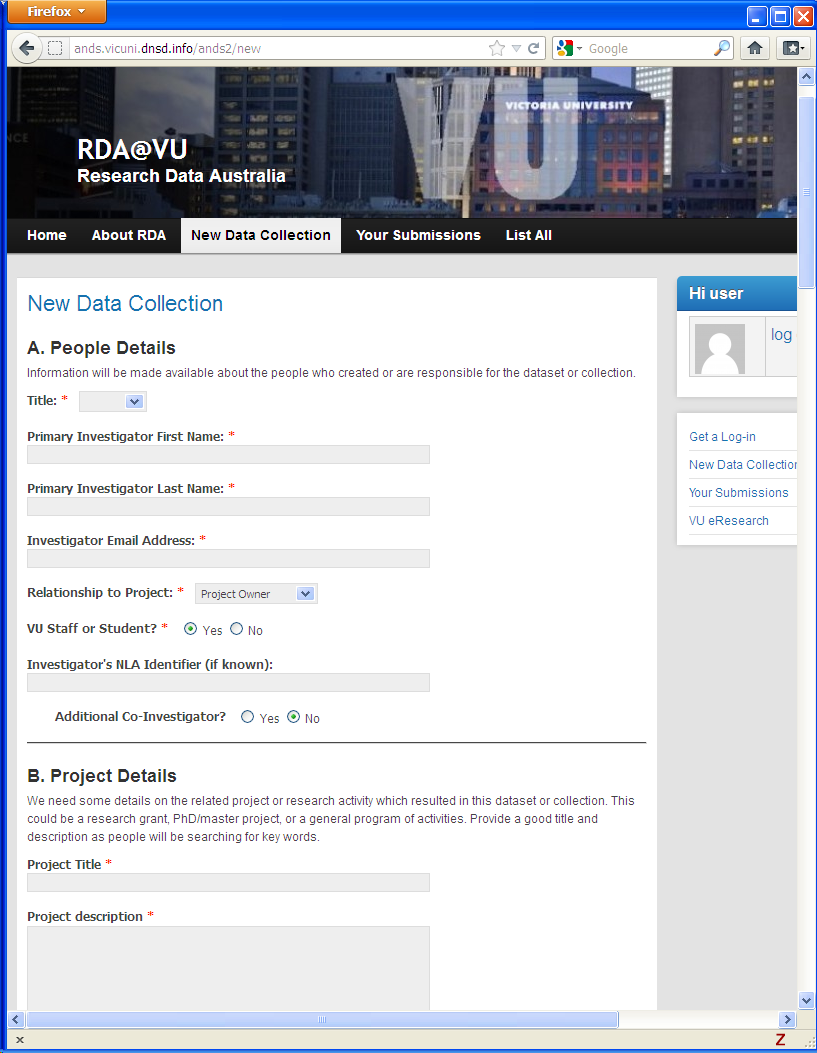 Firefox
ands.vicuni.dnsd.info/ands2/new
Google
VICTORIA UNIVERSITY
VU
RDA@VU
Research Data Australia
Home
About RDA
New Data Collection
Your Submissions
List All
New Data Collection
A. People Details
Information will be made available about the people who created or are responsible for the dataset or collection.
Title: *
Primary Investigator First Name: *
Primary Investigator Last Name: *
Investigator Email Address: *
Relationship to Project: * Project Owner
VU Staff or Student? * Yes No
Investigator's NLA Identifier (if known):
Additional Co-Investigator? Yes No
B. Project Details
We need some details on the related project or research activity which resulted in this dataset or collection. This
could be a research grant, PhD/master project, or a general program of activities. Provide a good title and
description as people will be searching for key words.
Project Title *
Project description *
Hi user
log
Get a Log-in
New Data Collection
Your Submissions
VU eResearch
x
Z